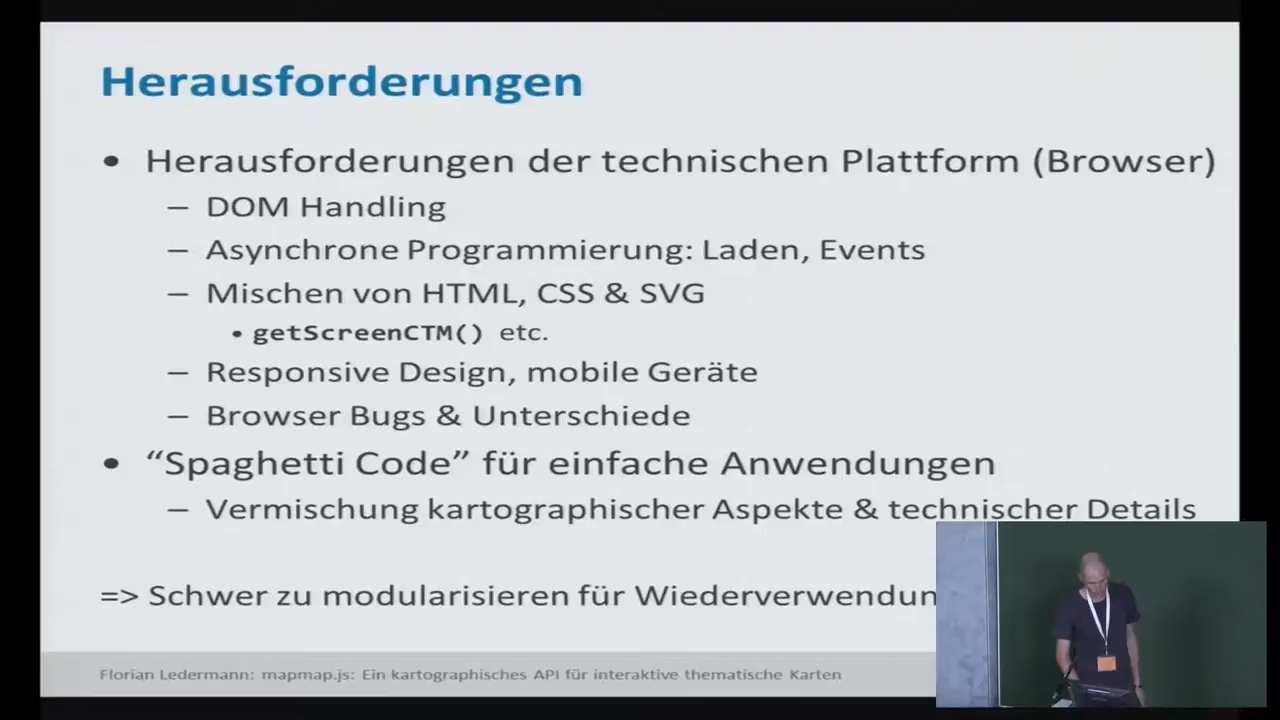 Herausforderungen
• Herausforderungen der technischen Plattform (Browser)
– DOM Handling
– Asynchrone Programmierung: Laden, Events
– Mischen von HTML, CSS & SVG
• getScreenCTM() etc.
– Responsive Design, mobile Geräte
– Browser Bugs & Unterschiede
• “Spaghetti Code” für einfache Anwendungen
– Vermischung kartographischer Aspekte & technischer Details
=> Schwer zu modularisieren für
Florian Ledermann: mapmap.js: Ein kartographisches API für interaktive thematische Karten